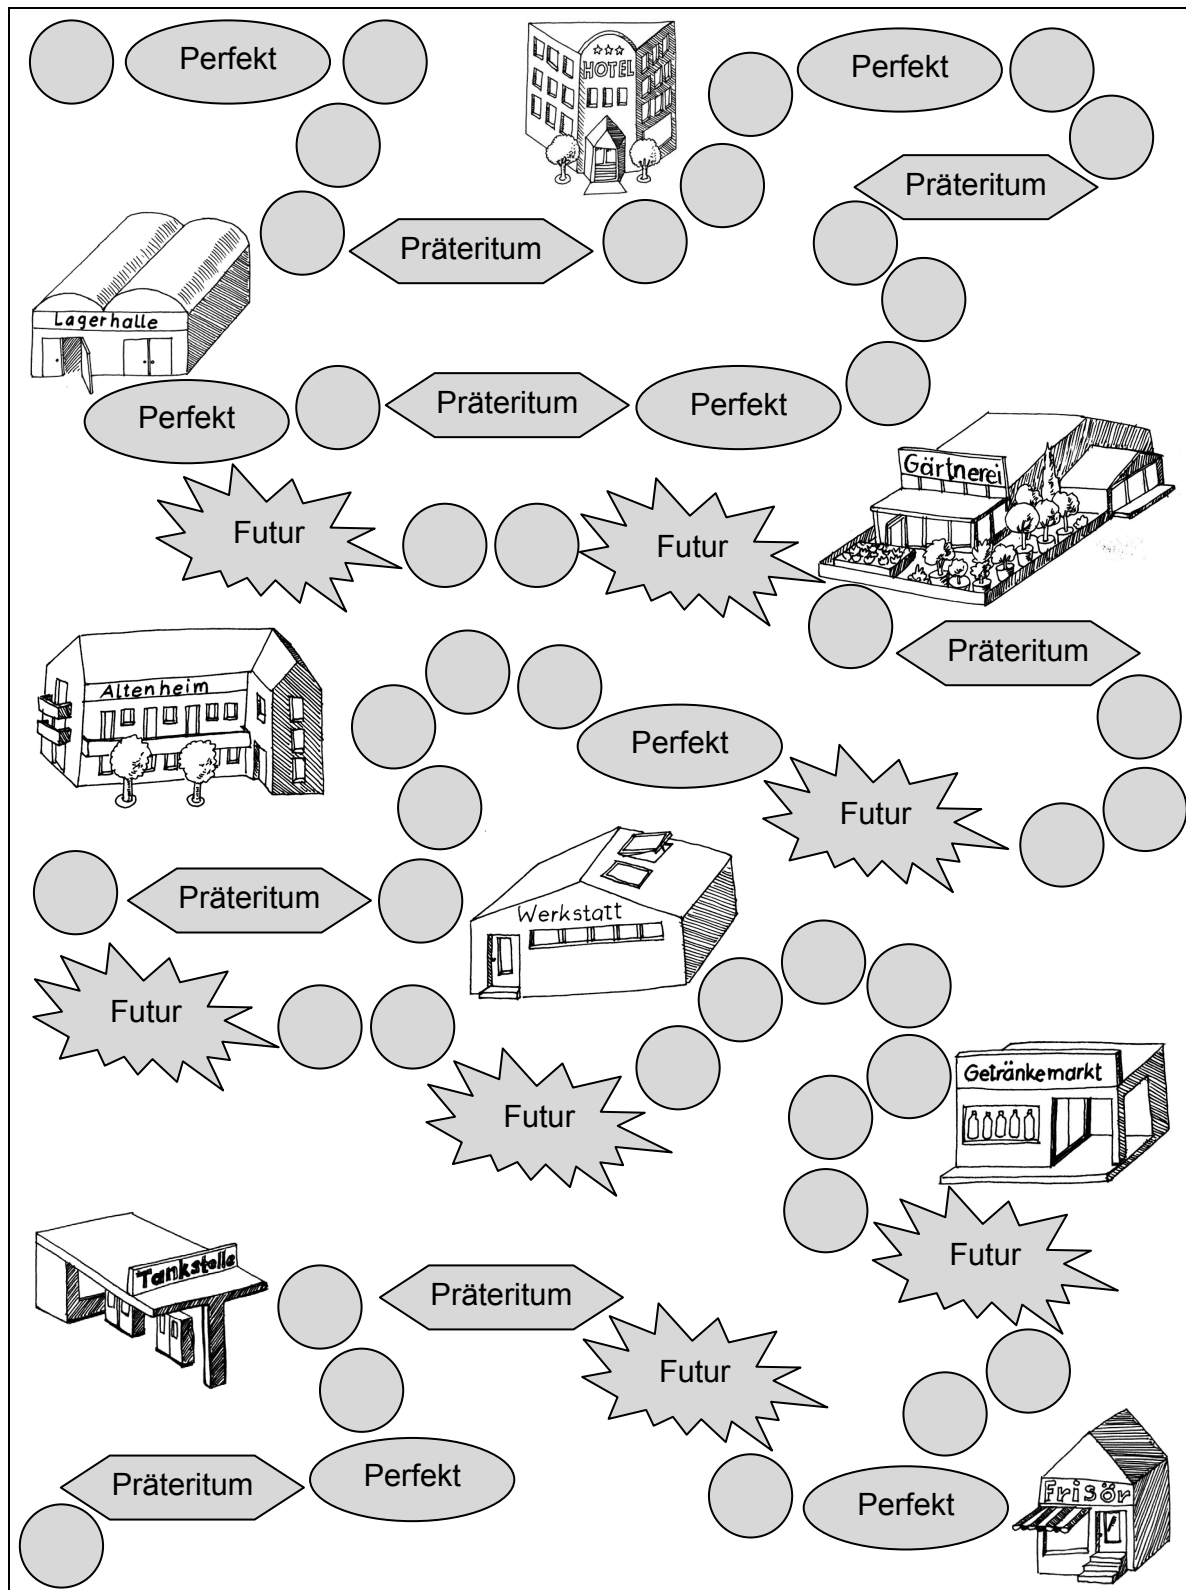 Perfekt
HOTEL
Perfekt
Präteritum
Präteritum
Lagerhalle
Perfekt
Präteritum
Perfekt
Gärtnerei
Futur
Futur
Präteritum
Altenheim
Perfekt
Futur
Präteritum
Werkstatt
Futur
Getränkemarkt
Futur
Futur
Tankstelle
Präteritum
Futur
Präteritum
Perfekt
Perfekt
Frisör